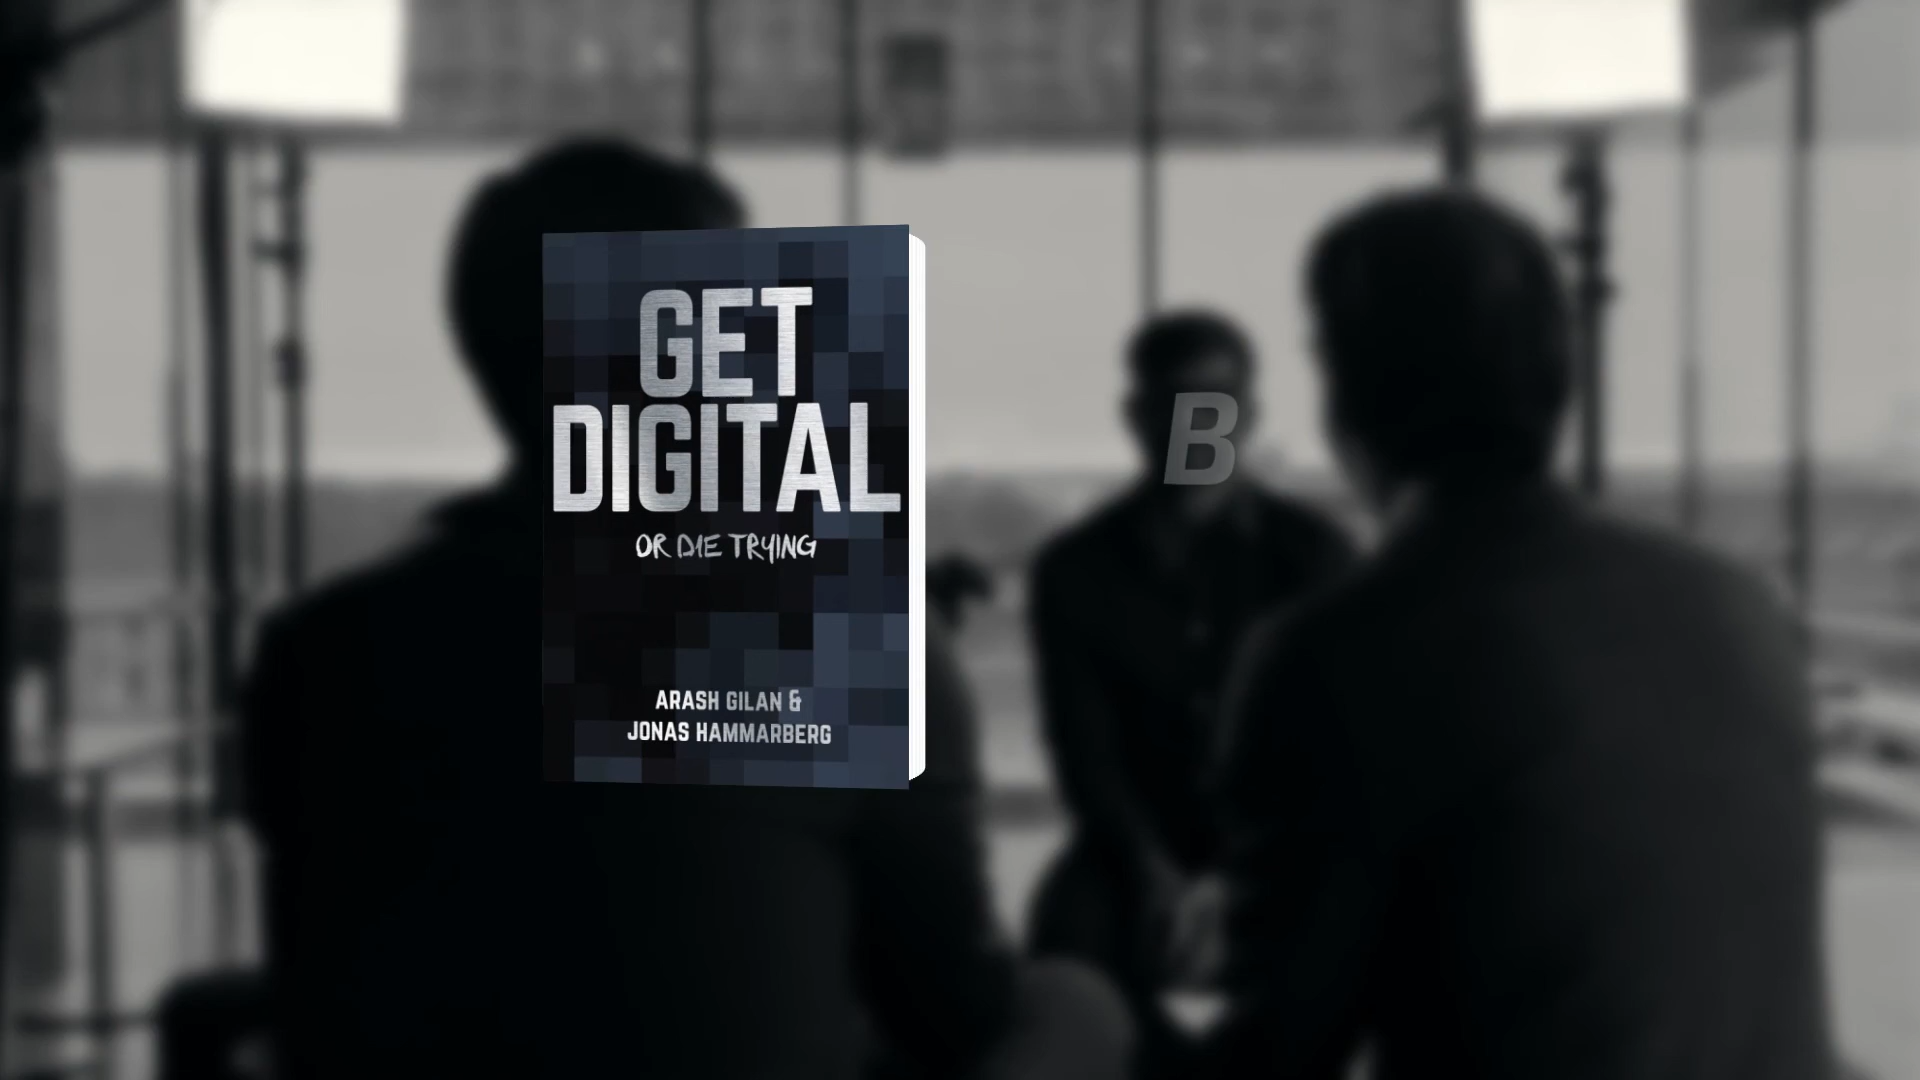 GET
DIGITAL
OR DIE TRYING
ARASH GILAN &
JONAS HAMMARBERG
B